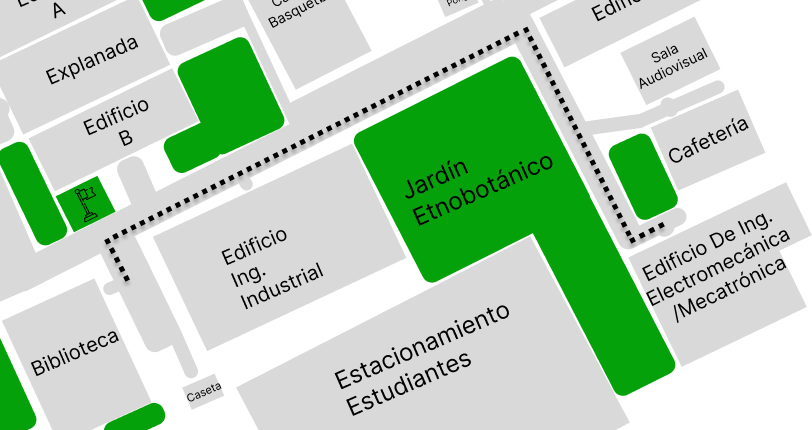 A
Explanada
Edificio
B
Sala
Audiovisual
Cafetería
Jardín
Etnobotánico
Edificio
Ing.
Industrial
Edificio De Ing.
Electromecánica
/Mecatrónica
Biblioteca
Estacionamiento
Estudiantes
Caseta